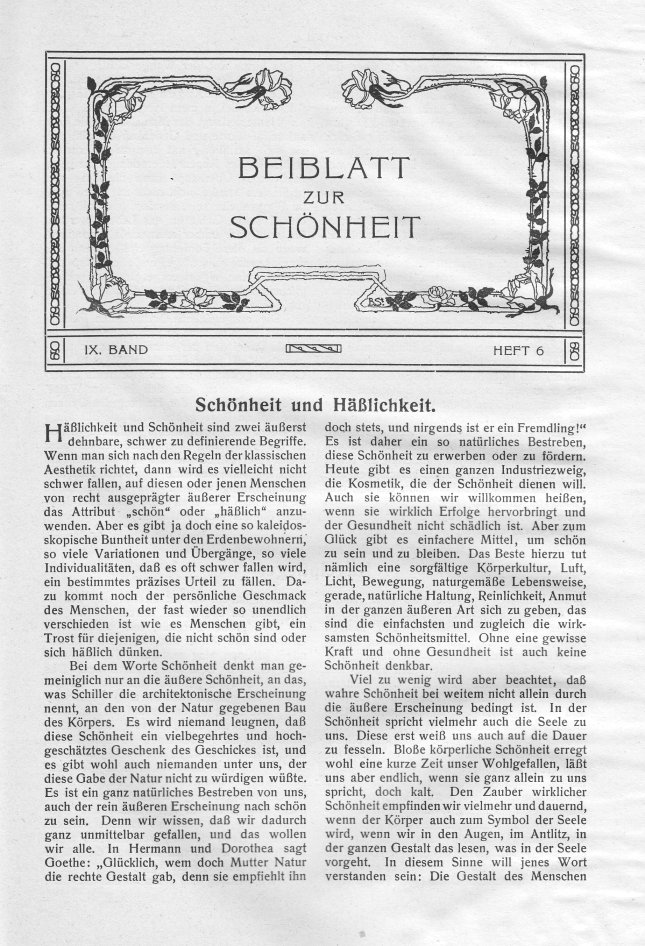 BEIBLATT
ZUR
SCHÖNHEIT
B.S.
IX. BAND
HEFT 6
Schönheit und Häßlichkeit.
Häßlichkeit und Schönheit sind zwei äußerst
dehnbare, schwer zu definierende Begriffe.
Wenn man sich nach den Regeln der klassischen
Aesthetik richtet, dann wird es vielleicht nicht
schwer fallen, auf diesen oder jenen Menschen
von recht ausgeprägter äußerer Erscheinung
das Attribut „schön“ oder „häßlich“ anzu-
wenden. Aber es gibt ja doch eine so kaleidos-
skopische Buntheit unter den Erdenbewohnern,
so viele Variationen und Übergänge, so viele
Individualitäten, daß es oft schwer fallen wird,
ein bestimmtes präzises Urteil zu fällen. Da-
zu kommt noch der persönliche Geschmack
des Menschen, der fast wieder so unendlich
verschieden ist wie es Menschen gibt, ein
Trost für diejenigen, die nicht schön sind oder
sich häßlich dünken.
Bei dem Worte Schönheit denkt man ge-
meiniglich nur an die äußere Schönheit, an das,
was Schiller die architektonische Erscheinung
nennt, an den von der Natur gegebenen Bau
des Körpers. Es wird niemand leugnen, daß
diese Schönheit ein vielbegehrtes und hoch-
geschätztes Geschenk des Geschickes ist, und
es gibt wohl auch niemanden unter uns, der
diese Gabe der Natur nicht zu würdigen wüßte.
Es ist ein ganz natürliches Bestreben von uns,
auch der rein äußeren Erscheinung nach schön
zu sein. Denn wir wissen, daß wir dadurch
ganz unmittelbar gefallen, und das wollen
wir alle. In Hermann und Dorothea sagt
Goethe: „Glücklich, wem doch Mutter Natur
die rechte Gestalt gab, denn sie empfiehlt ihn
doch stets, und nirgends ist er ein Fremdling!“
Es ist daher ein so natürliches Bestreben,
diese Schönheit zu erwerben oder zu fördern.
Heute gibt es einen ganzen Industriezweig,
die Kosmetik, die der Schönheit dienen will.
Auch sie können wir willkommen heißen,
wenn sie wirklich Erfolge hervorbringt und
der Gesundheit nicht schädlich ist. Aber zum
Glück gibt es einfachere Mittel, um schön
zu sein und zu bleiben. Das Beste hierzu tut
nämlich eine sorgfältige Körperkultur, Luft,
Licht, Bewegung, naturgemäße Lebensweise,
gerade, natürliche Haltung, Reinlichkeit, Anmut
in der ganzen äußeren Art sich zu geben, das
sind die einfachsten und zugleich die wirk-
samsten Schönheitsmittel. Ohne eine gewisse
Kraft und ohne Gesundheit ist auch keine
Schönheit denkbar.
Viel zu wenig wird aber beachtet, daß
wahre Schönheit bei weitem nicht allein durch
die äußere Erscheinung bedingt ist. In der
Schönheit spricht vielmehr auch die Seele zu
uns. Diese erst weiß uns auch auf die Dauer
zu fesseln. Bloße körperliche Schönheit erregt
wohl eine kurze Zeit unser Wohlgefallen, läßt
uns aber endlich, wenn sie ganz allein zu uns
spricht, doch kalt. Den Zauber wirklicher
Schönheit empfinden wir vielmehr und dauernd,
wenn der Körper auch zum Symbol der Seele
wird, wenn wir in den Augen, im Antlitz, in
der ganzen Gestalt das lesen, was in der Seele
vorgeht. In diesem Sinne will jenes Wort
verstanden sein: Die Gestalt des Menschen